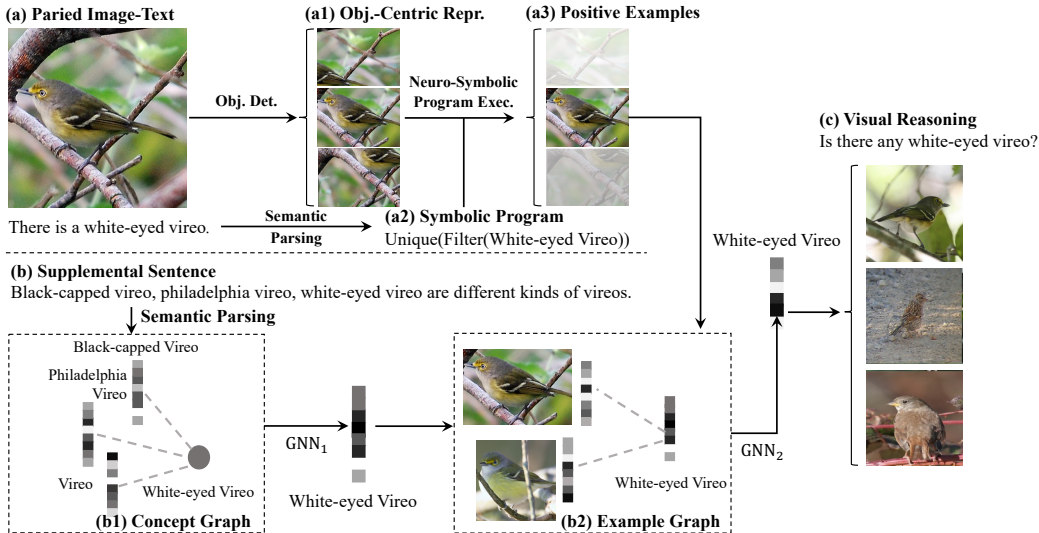 (a) Paried Image-Text
(a1) Obj.-Centric Repr.
(a3) Positive Examples
Obj. Det.
Neuro-Symbolic
Program Exec.
There is a white-eyed vireo.
Semantic
Parsing
(a2) Symbolic Program
Unique(Filter(White-eyed Vireo))
(c) Visual Reasoning
Is there any white-eyed vireo?
White-eyed Vireo
(b) Supplemental Sentence
Black-capped vireo, philadelphia vireo, white-eyed vireo are different kinds of vireos.
Semantic Parsing
Black-capped Vireo
Philadelphia
Vireo
Vireo
White-eyed Vireo
(b1) Concept Graph
GNN1
White-eyed Vireo
White-eyed Vireo
(b2) Example Graph
GNN2